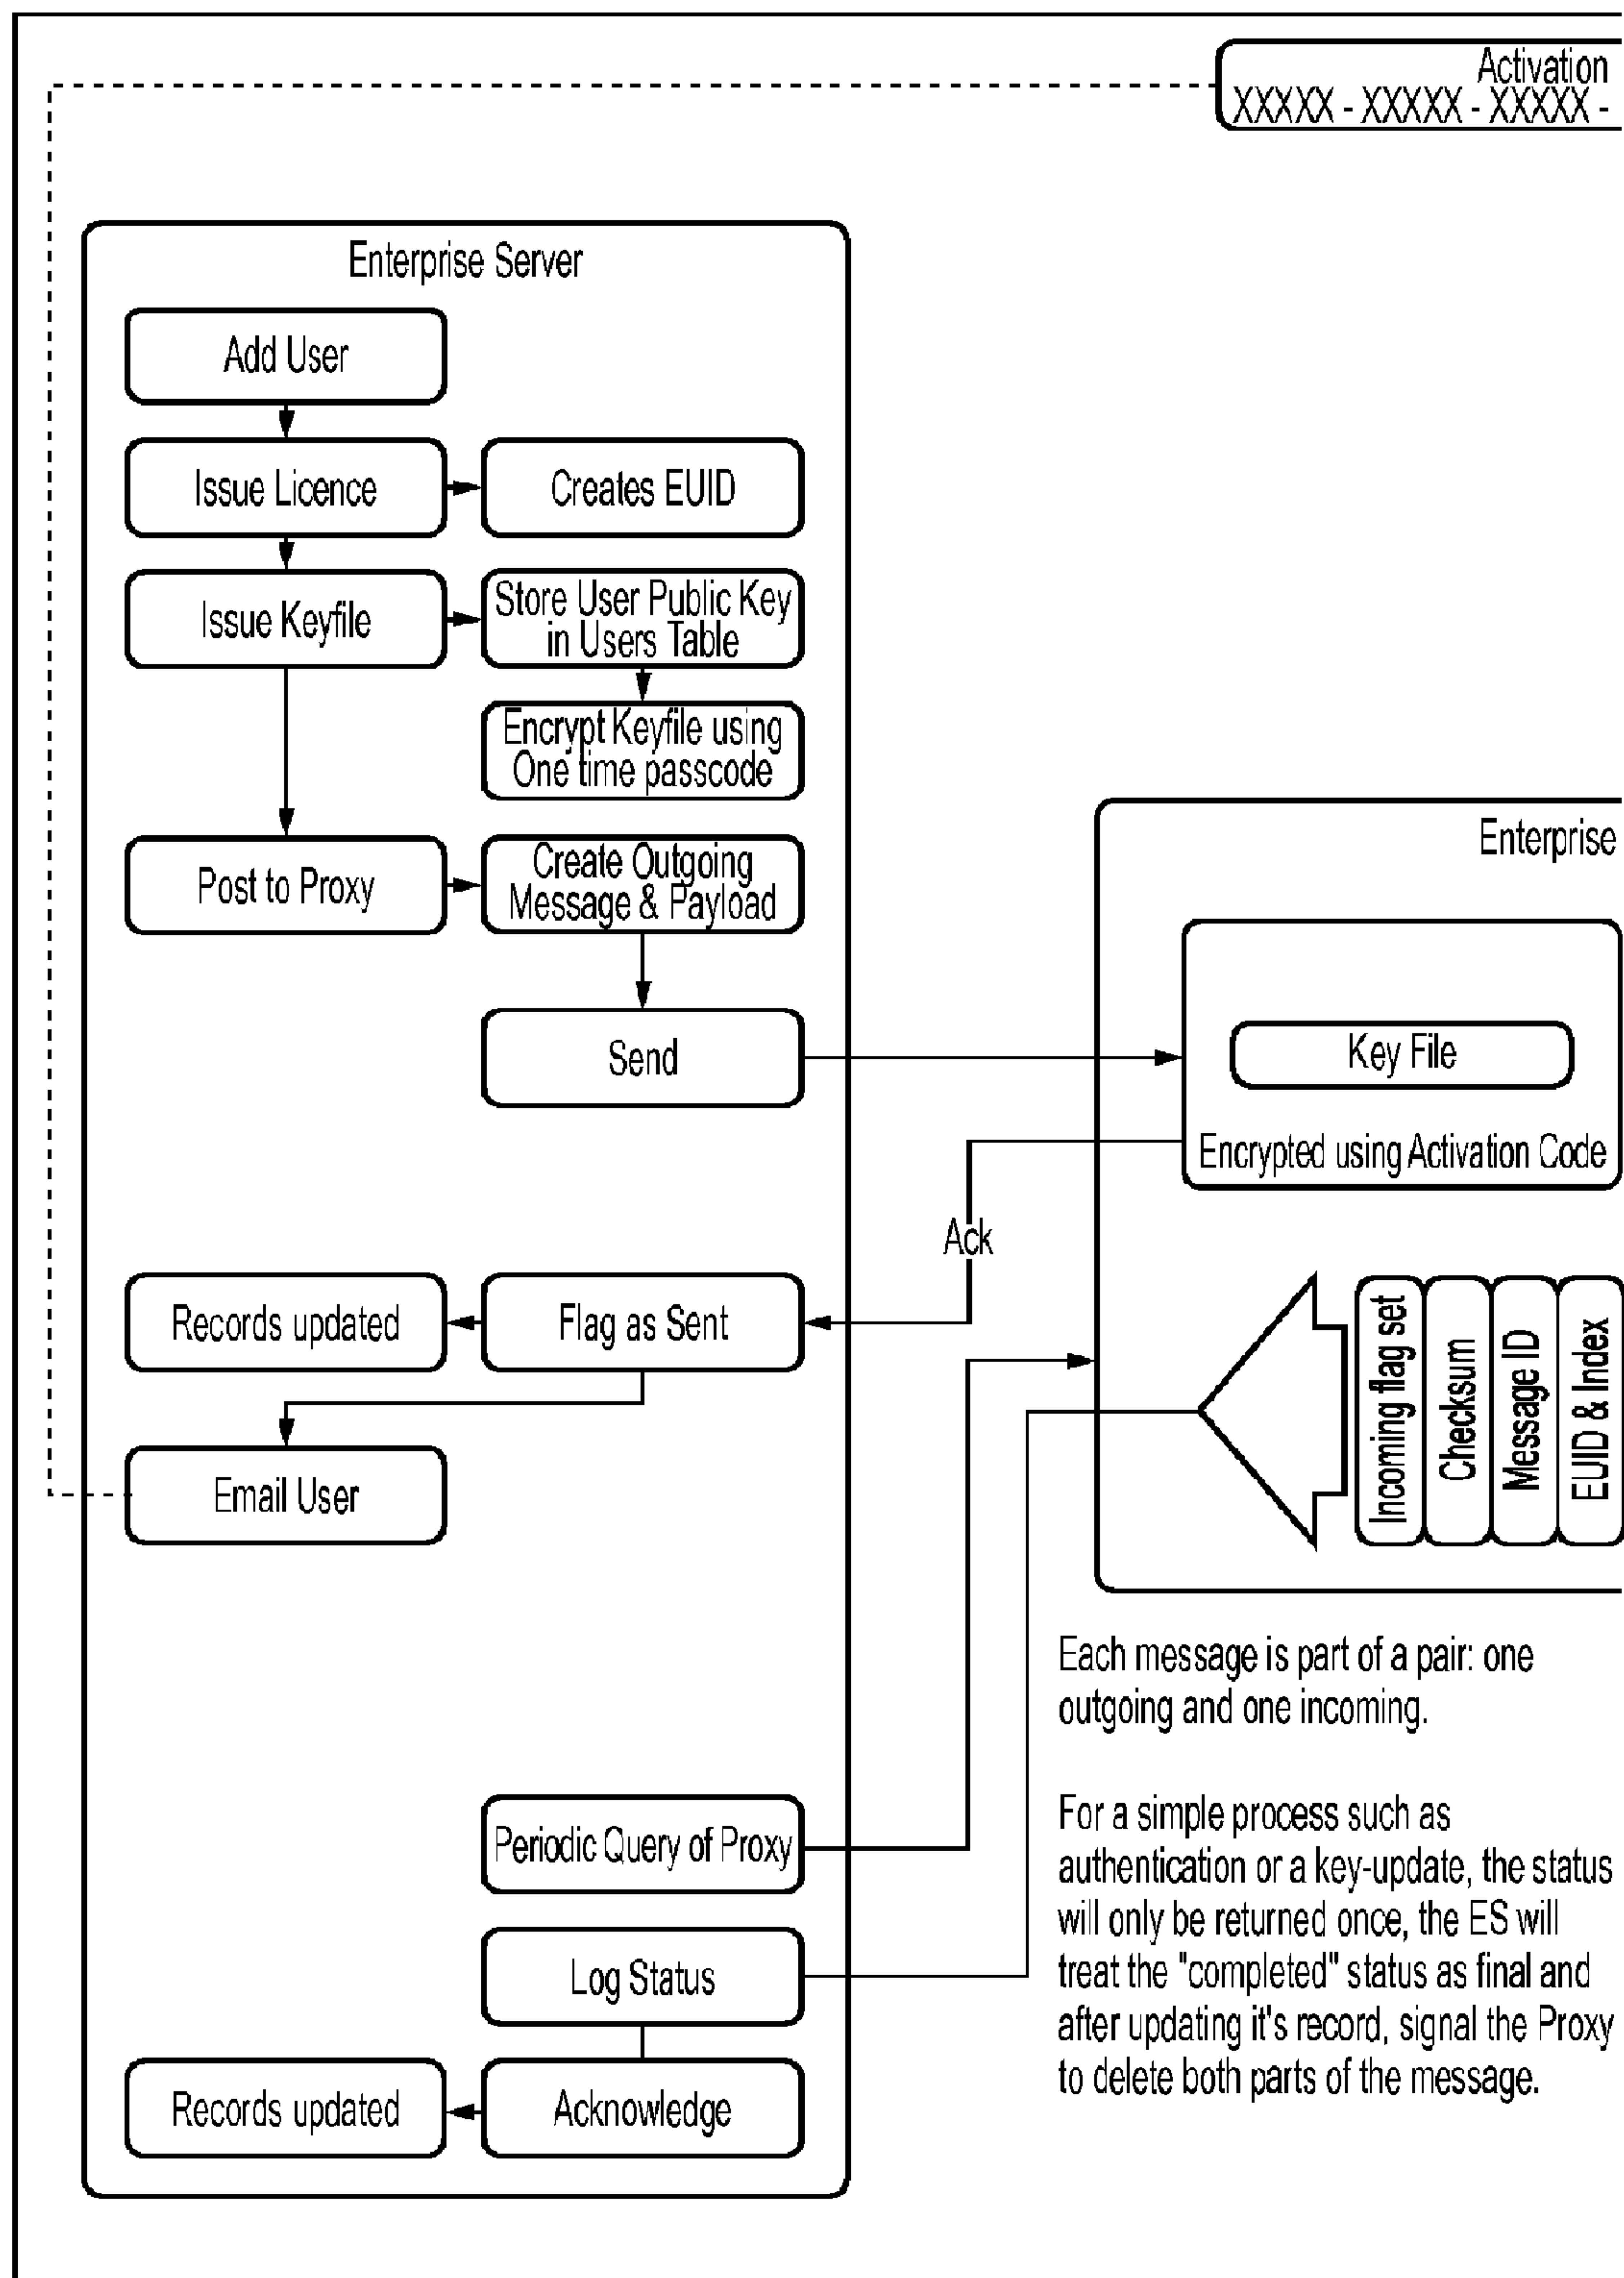 Activation
XXXXX - XXXXX - XXXXX -
Enterprise Server
Add User
Issue Licence
Creates EUID
Issue Keyfile
Store User Public Key
in Users Table
Encrypt Keyfile using
One time passcode
Post to Proxy
Create Outgoing
Message & Payload
Send
Enterprise
Key File
Encrypted using Activation Code
Ack
Records updated
Flag as Sent
Email User
Incoming flag set
Checksum
Message ID
EUID & Index
Each message is part of a pair: one
outgoing and one incoming.
For a simple process such as
authentication or a key-update, the status
will only be returned once, the ES will
treat the "completed" status as final and
after updating it's record, signal the Proxy
to delete both parts of the message.
Periodic Query of Proxy
Log Status
Records updated
Acknowledge